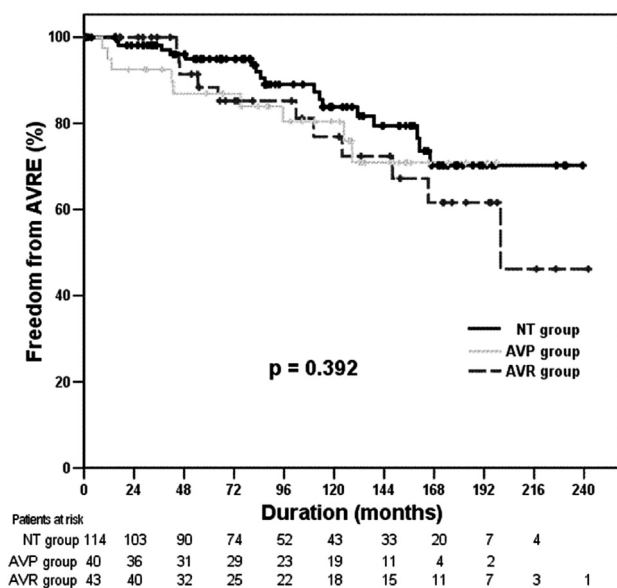 Freedom from AVRE (%)
100
80
60
40
20
0
NT group
AVP group
AVR group
p = 0.392
0 24 48 72 96 120 144 168 192 216 240
Duration (months)
Patients at risk
NT group 114 103 90 74 52 43 33 20 7 4
AVP group 40 36 31 29 23 19 11 4 2
AVR group 43 40 32 25 22 18 15 11 7 3 1